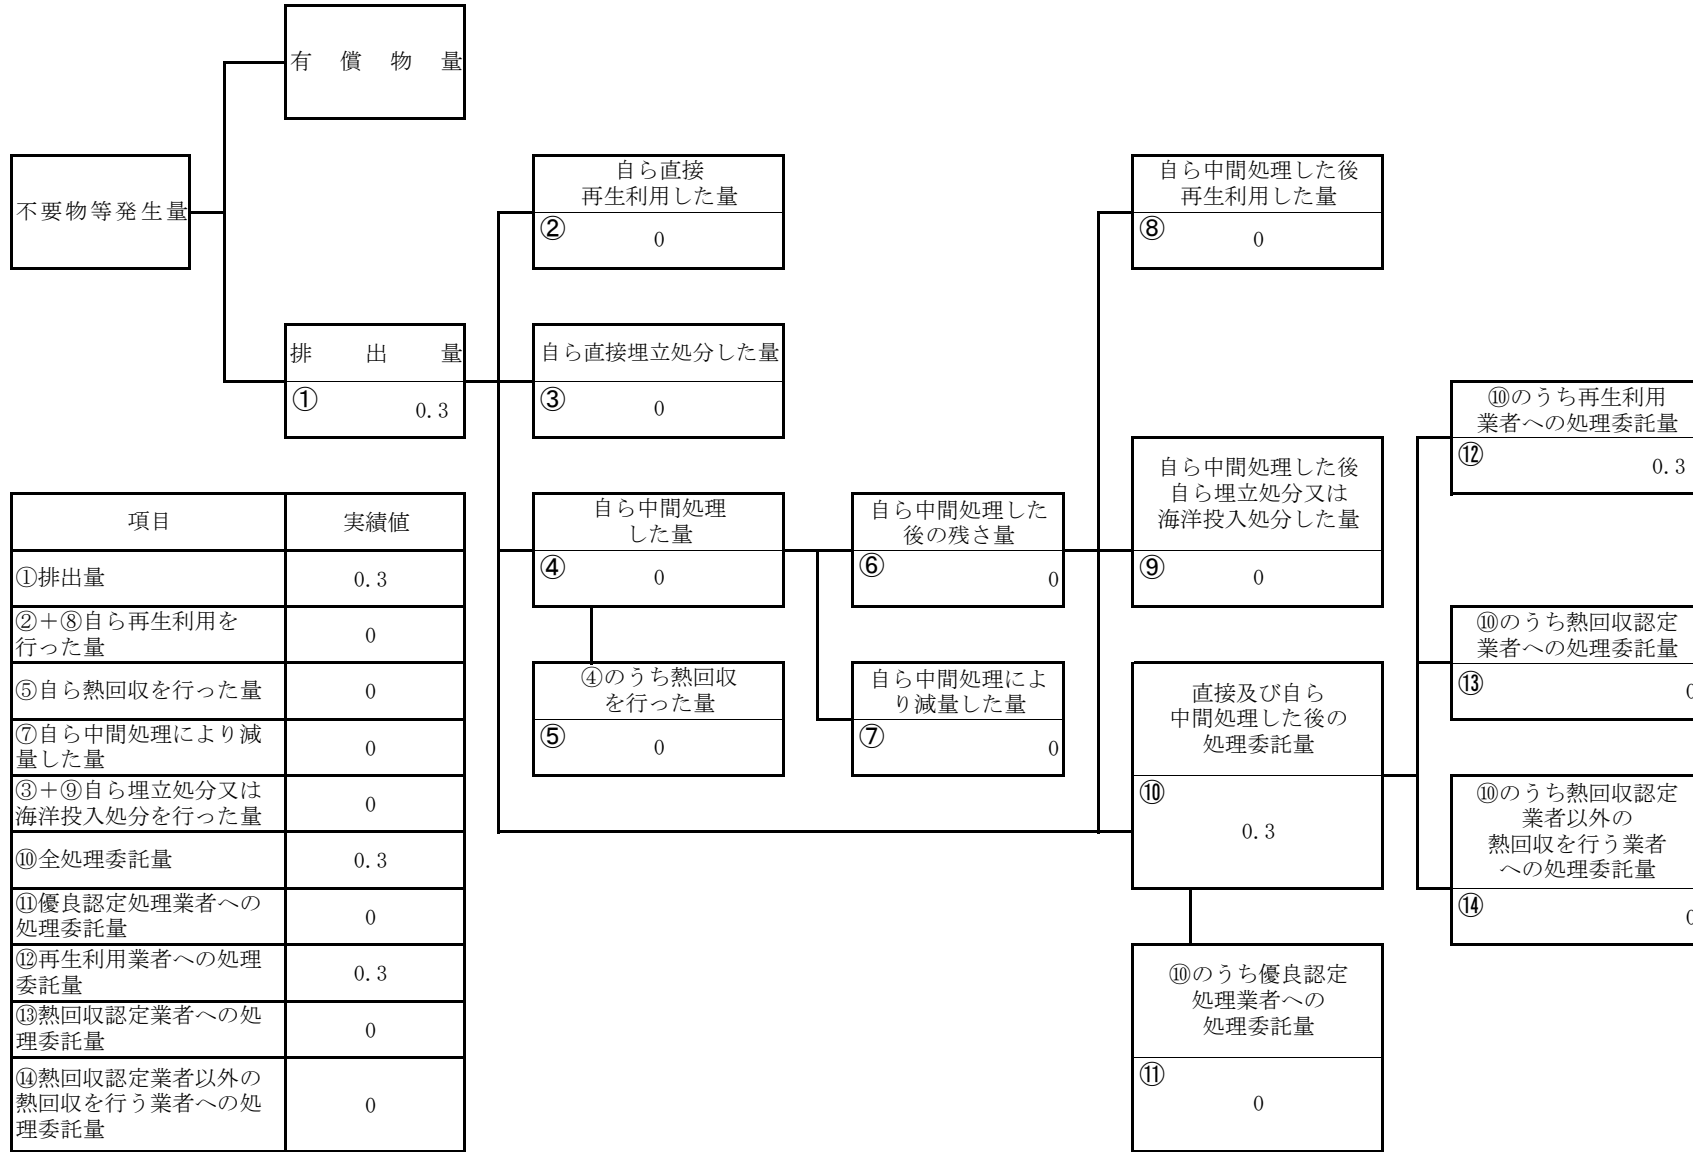 有償物量
不要物等発生量
排出量
①
0.3
自ら直接
再生利用した量
②
0
自ら直接埋立処分した量
③
0
自ら中間処理
した量
④
0
④のうち熱回収
を行った量
⑤
0
自ら中間処理した
後の残さ量
⑥
0
自ら中間処理によ
り減量した量
⑦
0
自ら中間処理した後
再生利用した量
⑧
0
自ら中間処理した後
自ら埋立処分又は
海洋投入処分した量
⑨
0
直接及び自ら
中間処理した後の
処理委託量
⑩
0.3
⑩のうち優良認定
処理業者への
処理委託量
⑪
0
⑩のうち再生利用
業者への処理委託量
⑫
0.3
⑩のうち熱回収認定
業者への処理委託量
⑬
0
⑩のうち熱回収認定
業者以外の
熱回収を行う業者
への処理委託量
⑭
0
項目 実績値
①排出量 0.3
②＋⑧自ら再生利用を
行った量 0
⑤自ら熱回収を行った量 0
⑦自ら中間処理により減
量した量 0
③＋⑨自ら埋立処分又は
海洋投入処分を行った量 0
⑩全処理委託量 0.3
⑪優良認定処理業者への
処理委託量 0
⑫再生利用業者への処理
委託量 0.3
⑬熱回収認定業者への処
理委託量 0
⑭熱回収認定業者以外の
熱回収を行う業者への処
理委託量 0